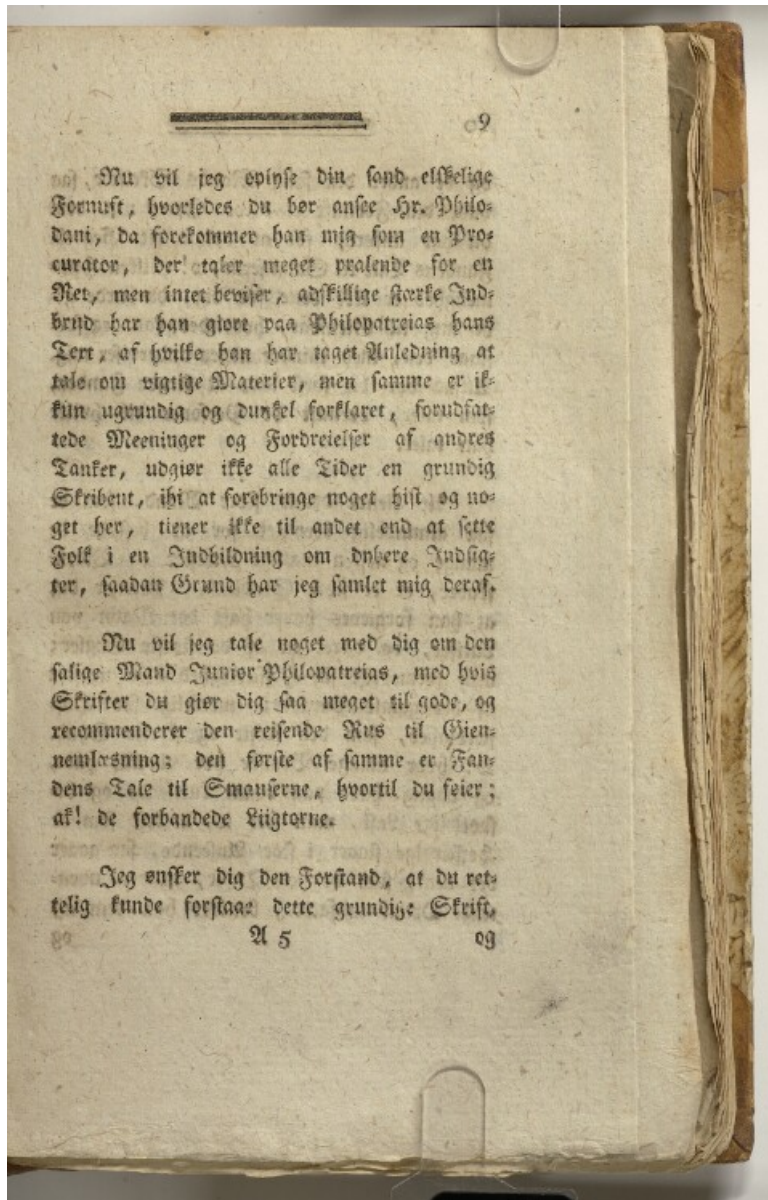 9
Nu vil jeg oplyse din sand elskelige
Fornuft, hvorledes du bør ansee Hr. Philo-
dani, da forekommer han mig som en Pro-
curator, der taler meget pralende for en
Ret, men intet beviser, adskillige stærke Ind-
brud har han giort paa Philopatreias hans
Text, af hvilke han har taget Anledning at
tale om vigtige Materier, men samme er ik-
kun ugrundig og dunkel forklaret, forudfat-
tede Meeninger og Fordreielser af andres
Tanker, udgiør ikke alle Tider en grundig
Skribent, thi at forebringe noget hist og no-
get her, tiener ikke til andet end at sette
Folk i en Indbildning om dybere Indsig-
ter, saadan Grund har jeg samlet mig deraf.
Nu vil jeg tale noget med dig om den
salige Mand Junior Philopatreias, med hvis
Skrifter du giør dig saa meget til gode, og
recommenderer den reisende Rus til Gien-
nemlæsning; den første af samme er Fan-
dens Tale til Smauserne, hvortil du seier:
ak! de forbandede Liigtorne.
Jeg ønsker dig den Forstand, at du ret-
telig kunde forstaae dette grundige Skrift,
A 5 og